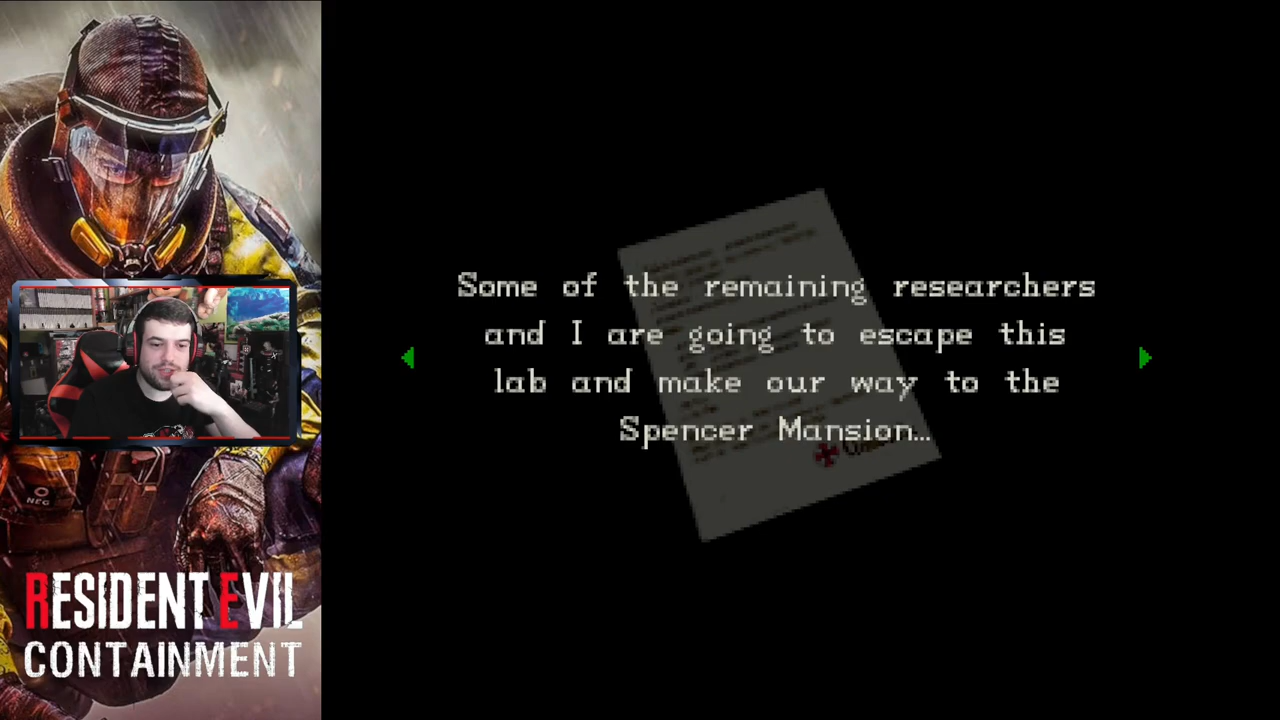 Some of the remaining researchers
and I are going to escape this
lab and make our way to the
Spencer Mansion...
NEG
RESIDENT EVIL
CONTAINMENT